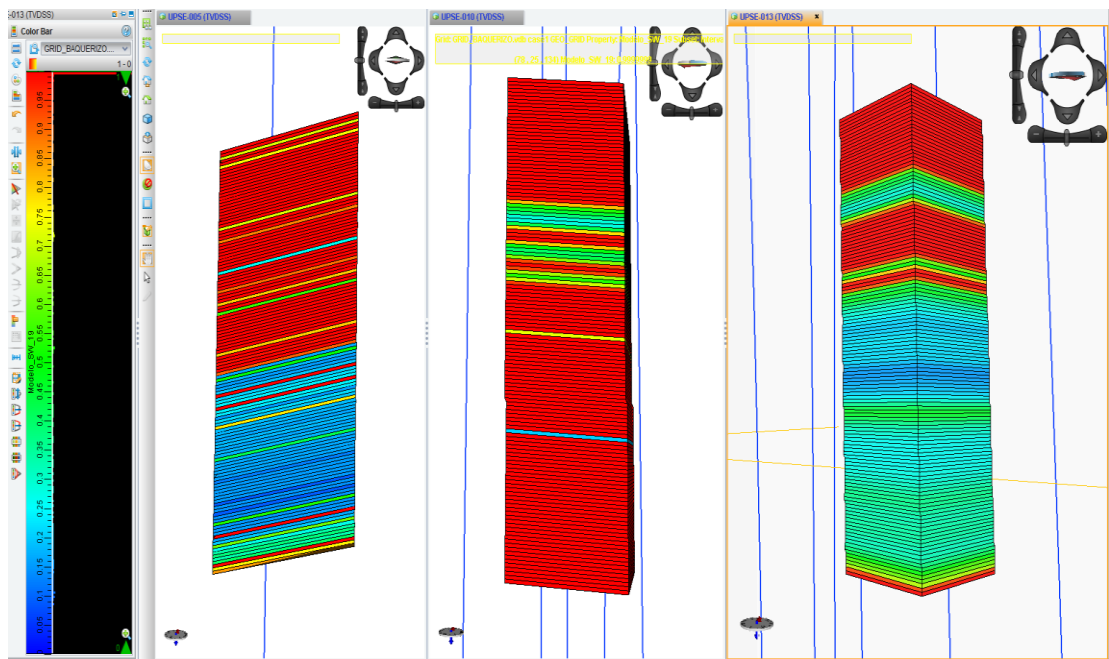 -013 (TVDSS)
Color Bar
GRID_BAQUERIZO...
1 - 0
0,95
0,9
0,85
0,8
0,75
0,7
0,65
0,6
0,55
0,5
0,45
0,4
0,35
0,3
0,25
0,2
0,15
0,1
0,05
Modelo_SW_19
UPSE-005 (TVDSS)
UPSE-010 (TVDSS)
UPSE-013 (TVDSS)